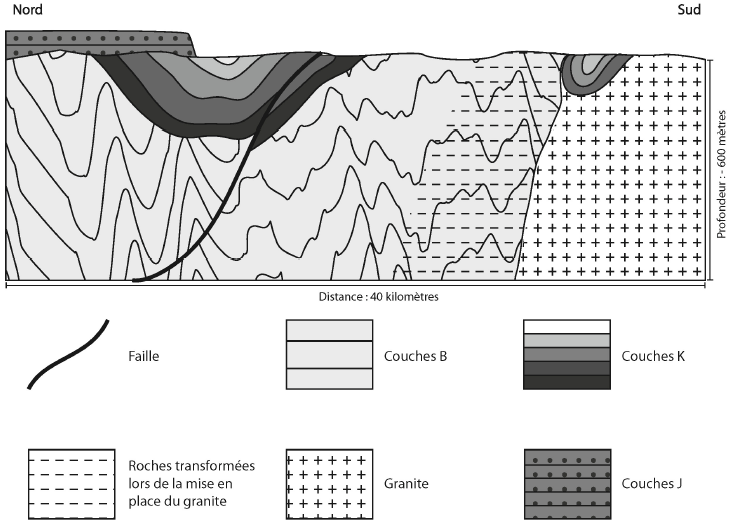 Nord
Sud
Profondeur : - 600 mètres
Distance : 40 kilomètres
Faille
Couches B
Couches K
Roches transformées
lors de la mise en
place du granite
Granite
Couches J